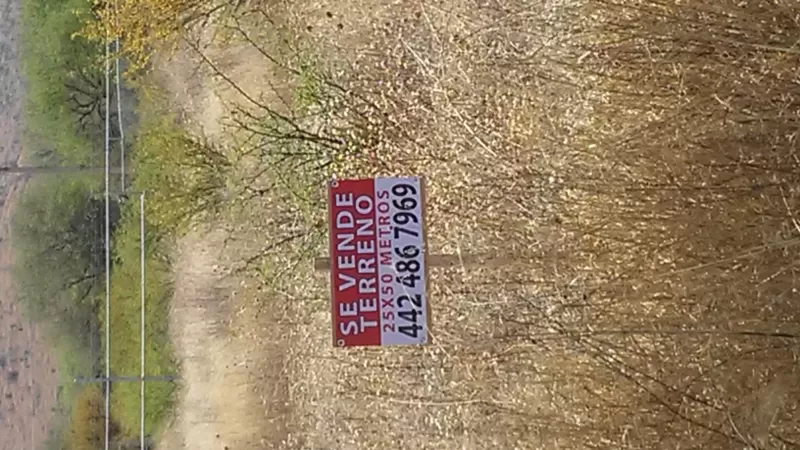 SE VENDE
TERRENO
25X50 METROS
442 486 7969